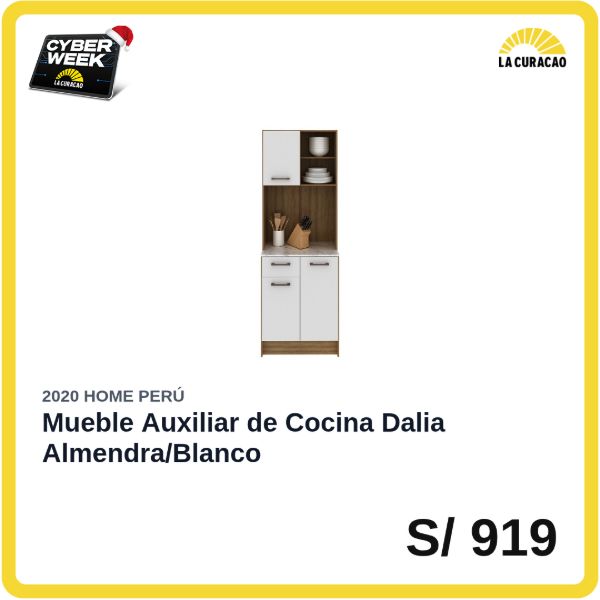 CYBER
WEEK
LA CURACAO
LA CURACAO
2020 HOME PERÚ
Mueble Auxiliar de Cocina Dalia
Almendra/Blanco
S/ 919